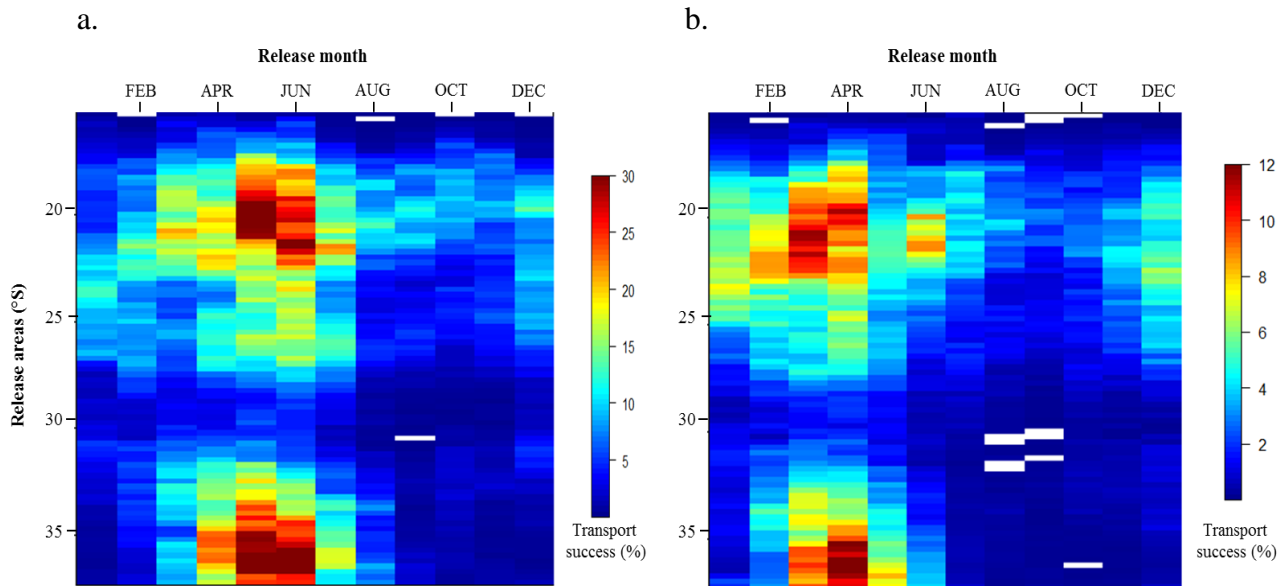 a.
Release month
FEB APR JUN AUG OCT DEC
Release areas (°S)
20
25
30
35
30
25
20
15
10
5
Transport
success (%)
b.
Release month
FEB APR JUN AUG OCT DEC
20
25
30
35
12
10
8
6
4
2
Transport
success (%)